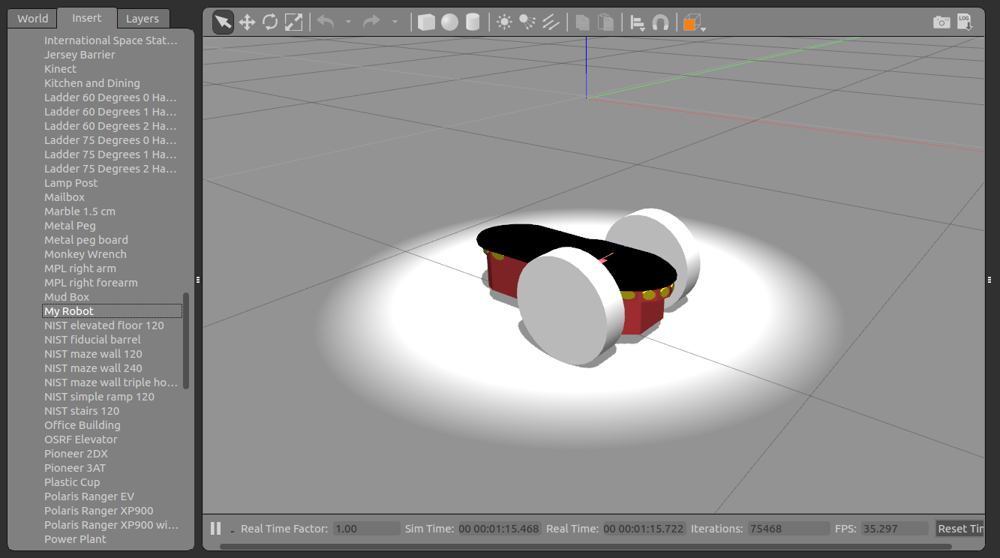 World Insert Layers
International Space Stat...
Jersey Barrier
Kinect
Kitchen and Dining
Ladder 60 Degrees 0 Ha...
Ladder 60 Degrees 1 Ha...
Ladder 60 Degrees 2 Ha...
Ladder 75 Degrees 0 Ha...
Ladder 75 Degrees 1 Ha...
Ladder 75 Degrees 2 Ha...
Lamp Post
Mailbox
Marble 1.5 cm
Metal Peg
Metal peg board
Monkey Wrench
MPL right arm
MPL right forearm
Mud Box
My Robot
NIST elevated floor 120
NIST fiducial barrel
NIST maze wall 120
NIST maze wall 240
NIST maze wall triple ho...
NIST simple ramp 120
NIST stairs 120
Office Building
OSRF Elevator
Pioneer 2DX
Pioneer 3AT
Plastic Cup
Polaris Ranger EV
Polaris Ranger XP900
Polaris Ranger XP900 wi...
Power Plant
LOG
Real Time Factor: 1.00 Sim Time: 00 00:01:15.468 Real Time: 00 00:01:15.722 Iterations: 75468 FPS: 35.297 Reset Tin